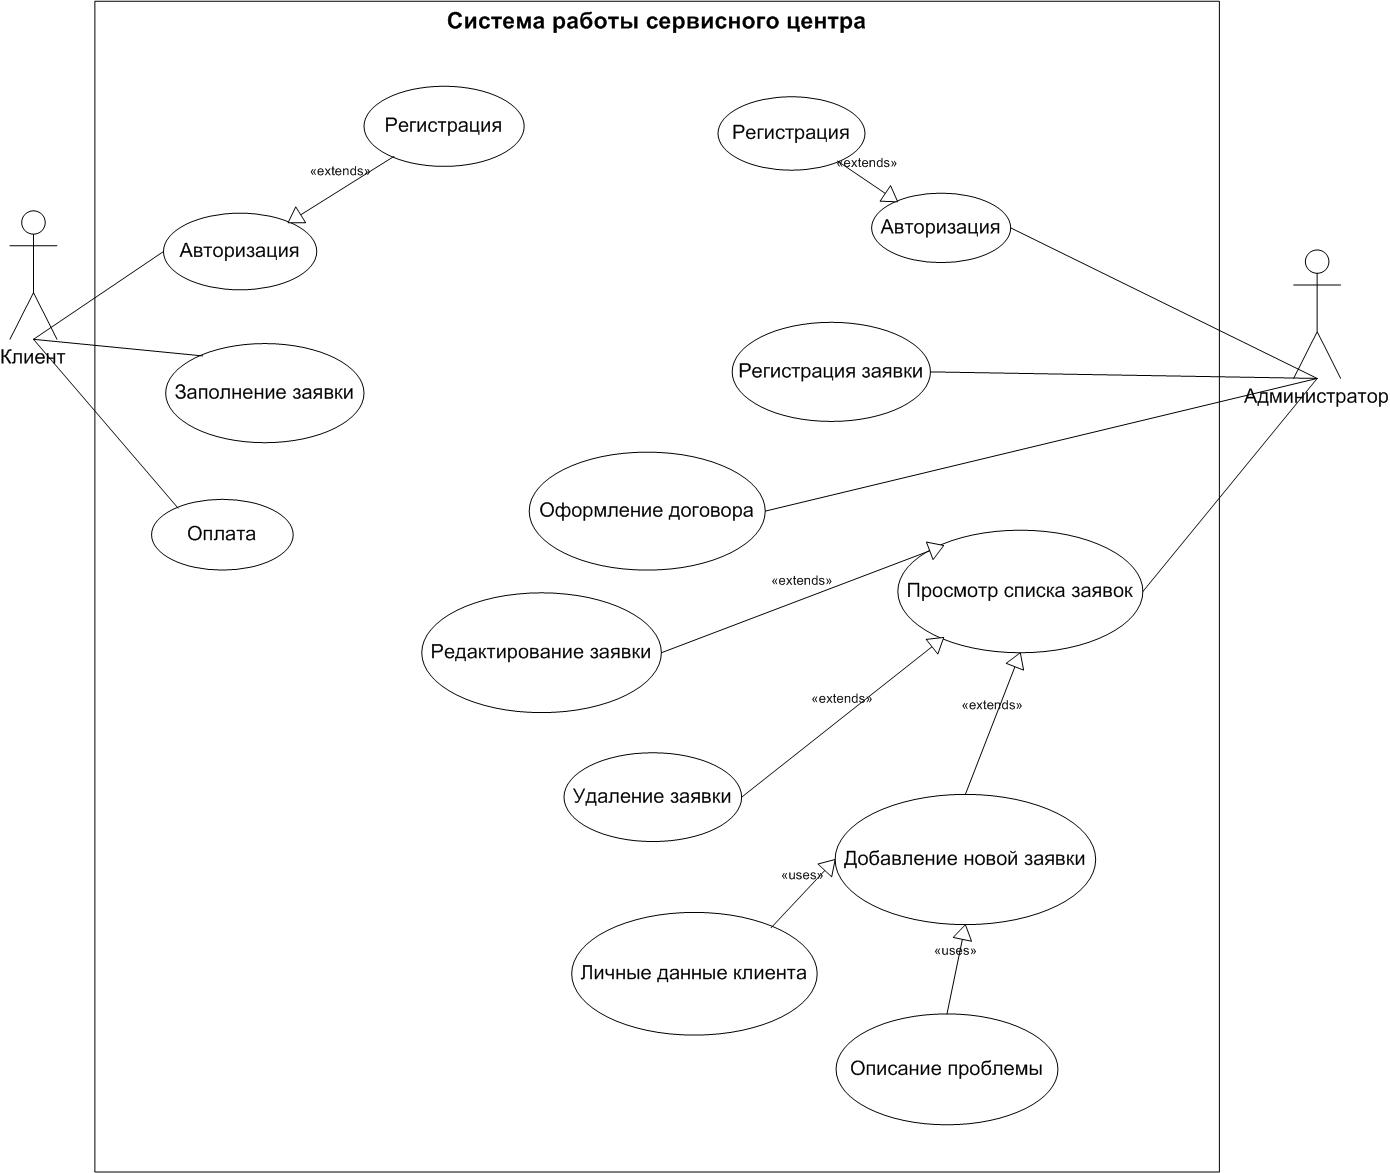 Система работы сервисного центра
Регистрация
Регистрация
«extends»
«extends»
Авторизация
Авторизация
Клиент
Регистрация заявки
Заполнение заявки
Администратор
Оформление договора
Оплата
«extends»
Просмотр списка заявок
Редактирование заявки
«extends»
«extends»
Удаление заявки
Добавление новой заявки
«uses»
«uses»
Личные данные клиента
Описание проблемы